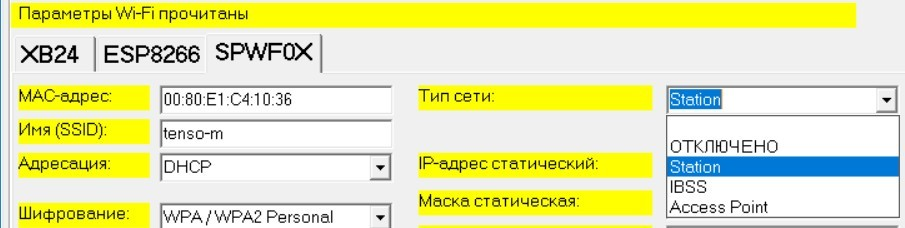 Параметры Wi-Fi прочитаны
XB24 ESP8266 SPWF0X
MAC-адрес: 00:80:E1:C4:10:36 Тип сети: Station
Имя (SSID): tenso-m
ОТКЛЮЧЕНО
Адресация: DHCP IP-адрес статический: Station
IBSS
Шифрование: WPA / WPA2 Personal Маска статическая: Access Point